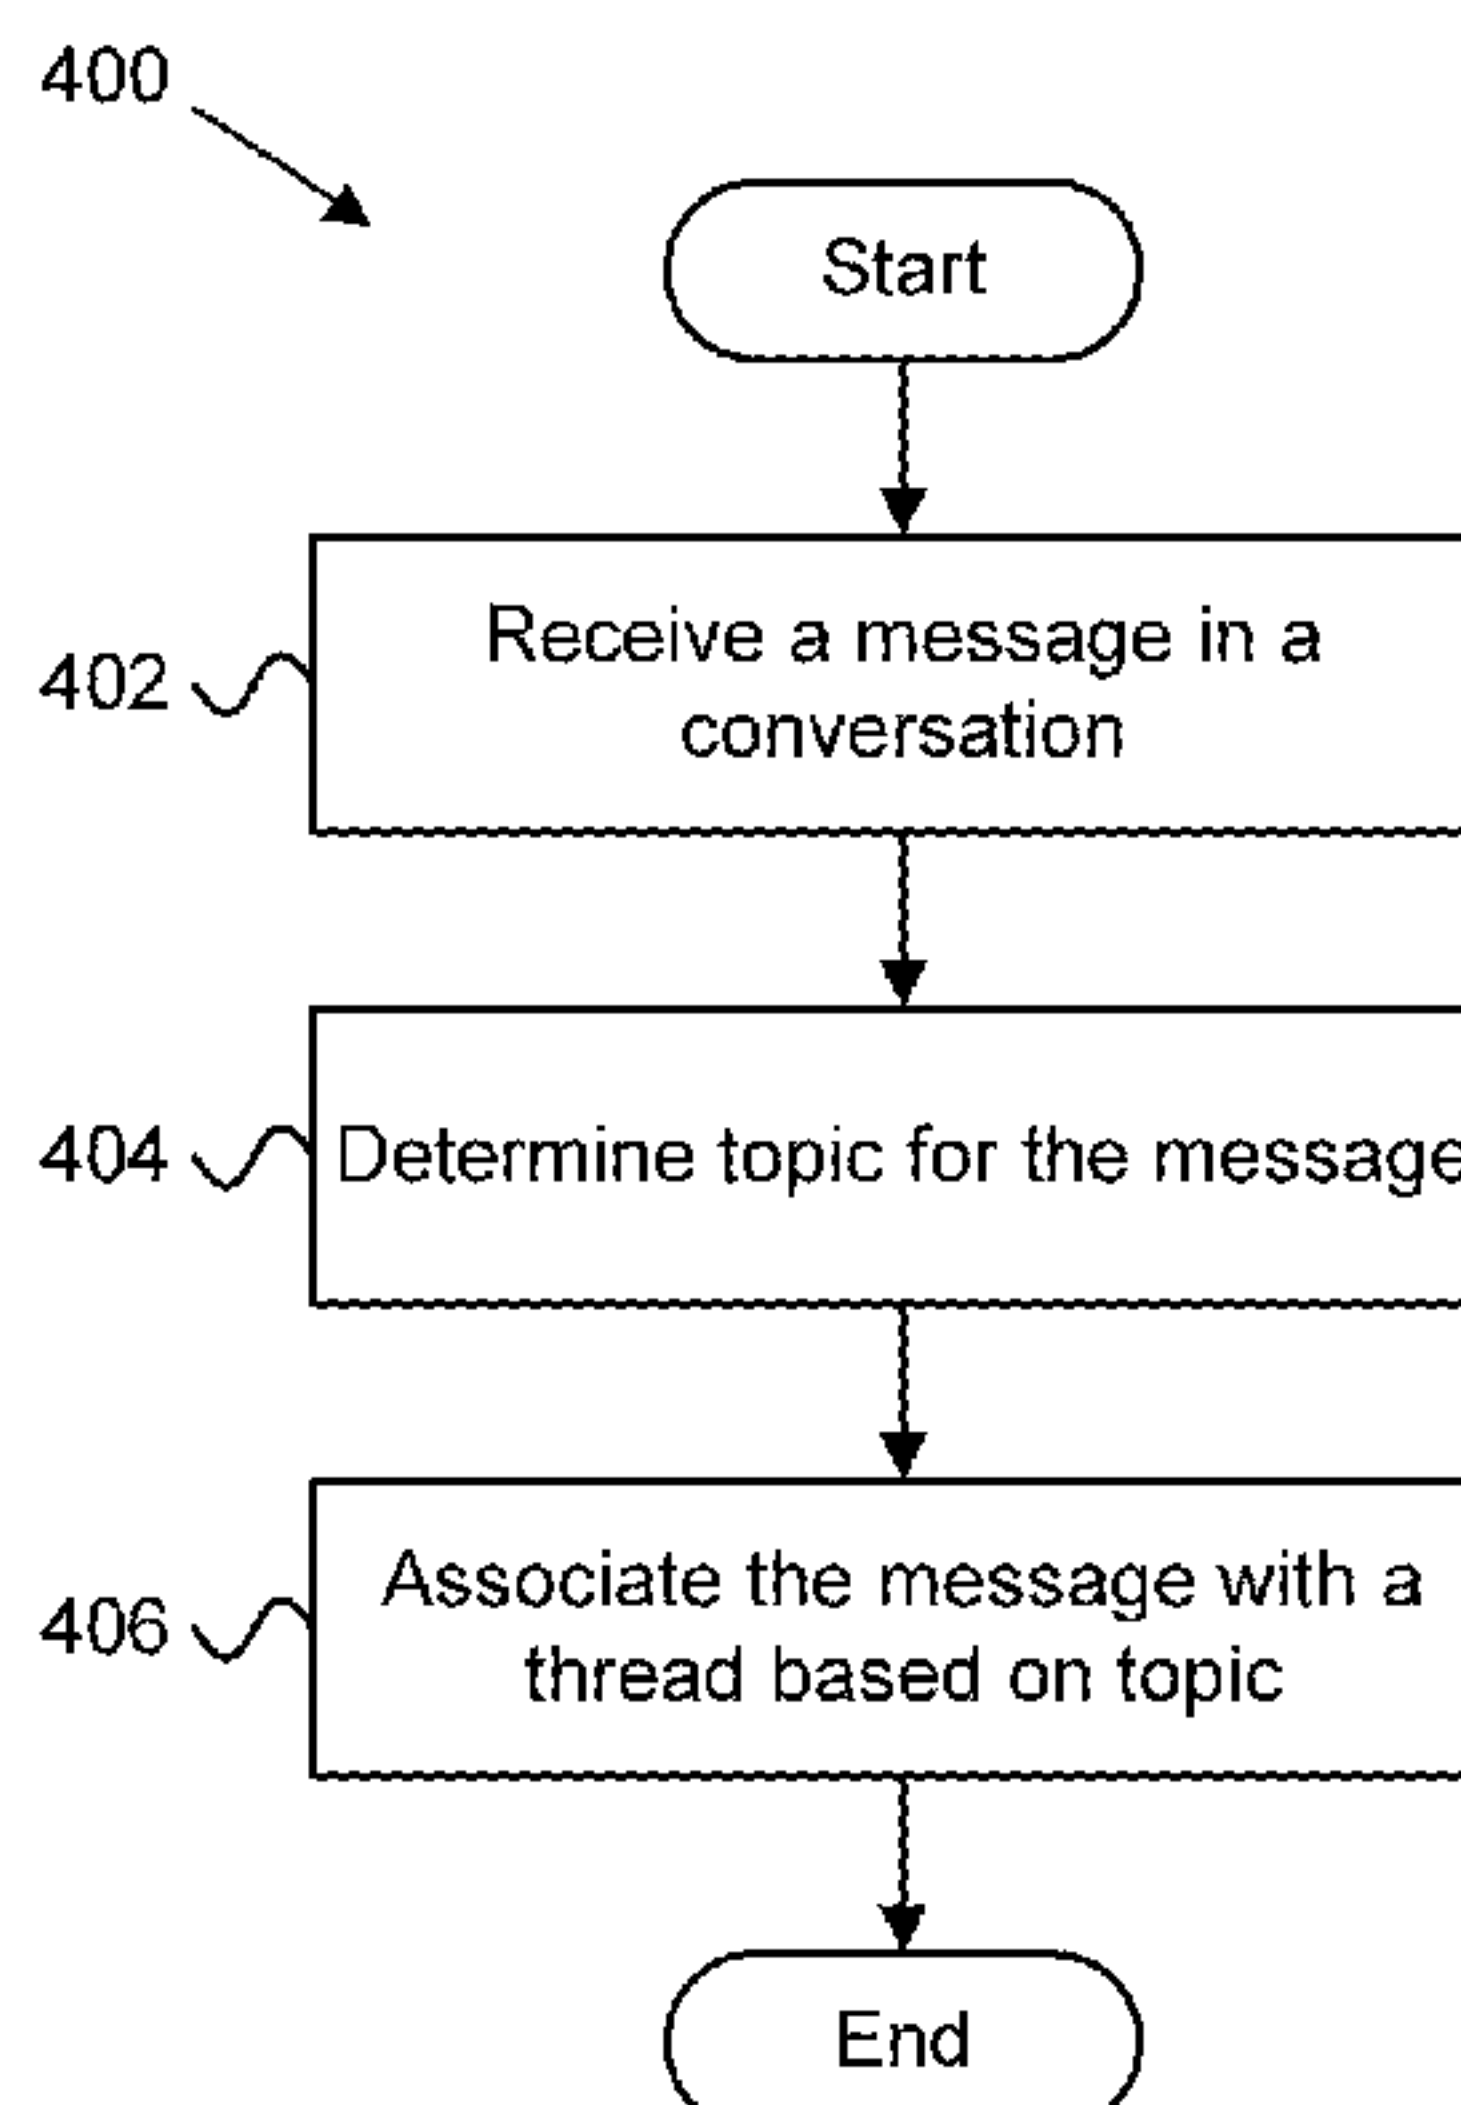 400
Start
402
Receive a message in a
conversation
404
Determine topic for the message
406
Associate the message with a
thread based on topic
End